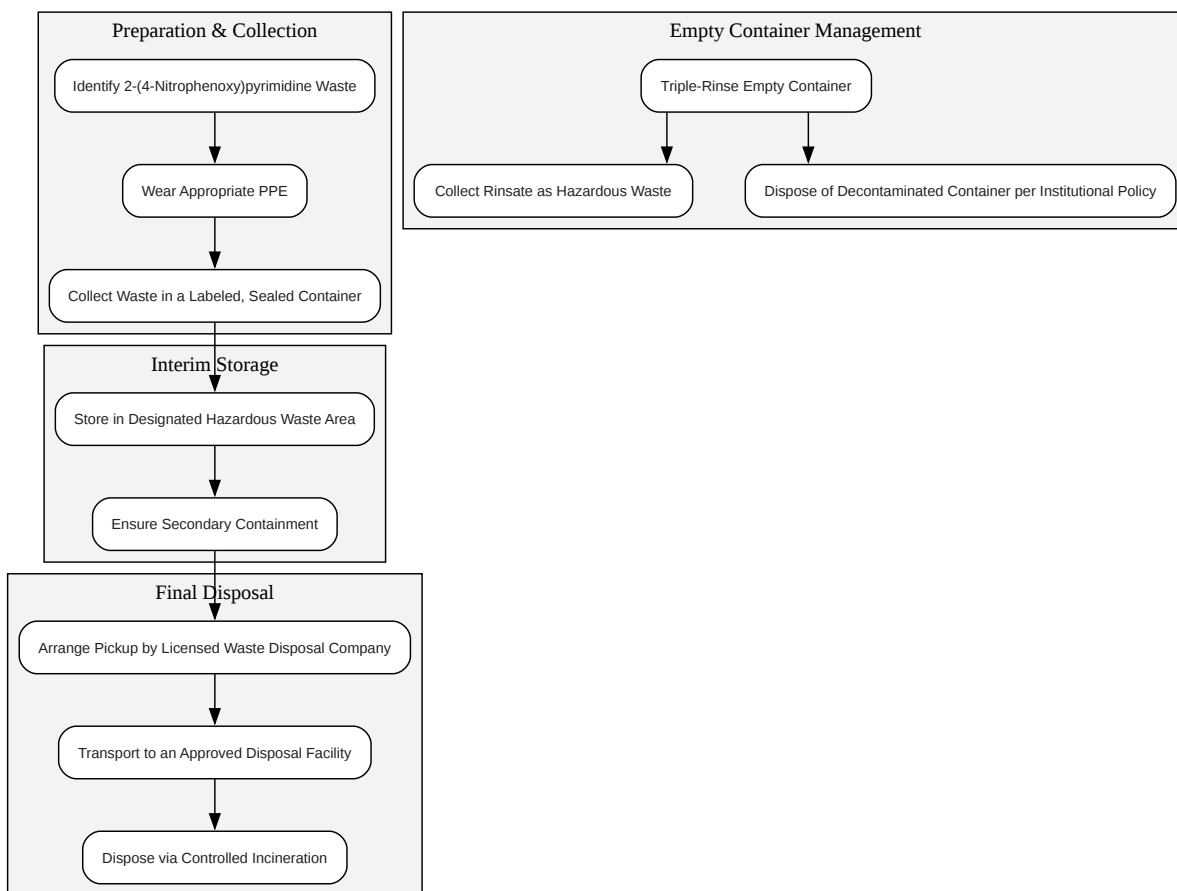 Preparation & Collection
Identify 2-(4-Nitrophenoxy)pyrimidine Waste
Wear Appropriate PPE
Collect Waste in a Labeled, Sealed Container
Interim Storage
Store in Designated Hazardous Waste Area
Ensure Secondary Containment
Final Disposal
Arrange Pickup by Licensed Waste Disposal Company
Transport to an Approved Disposal Facility
Dispose via Controlled Incineration
Empty Container Management
Triple-Rinse Empty Container
Collect Rinsate as Hazardous Waste
Dispose of Decontaminated Container per Institutional Policy